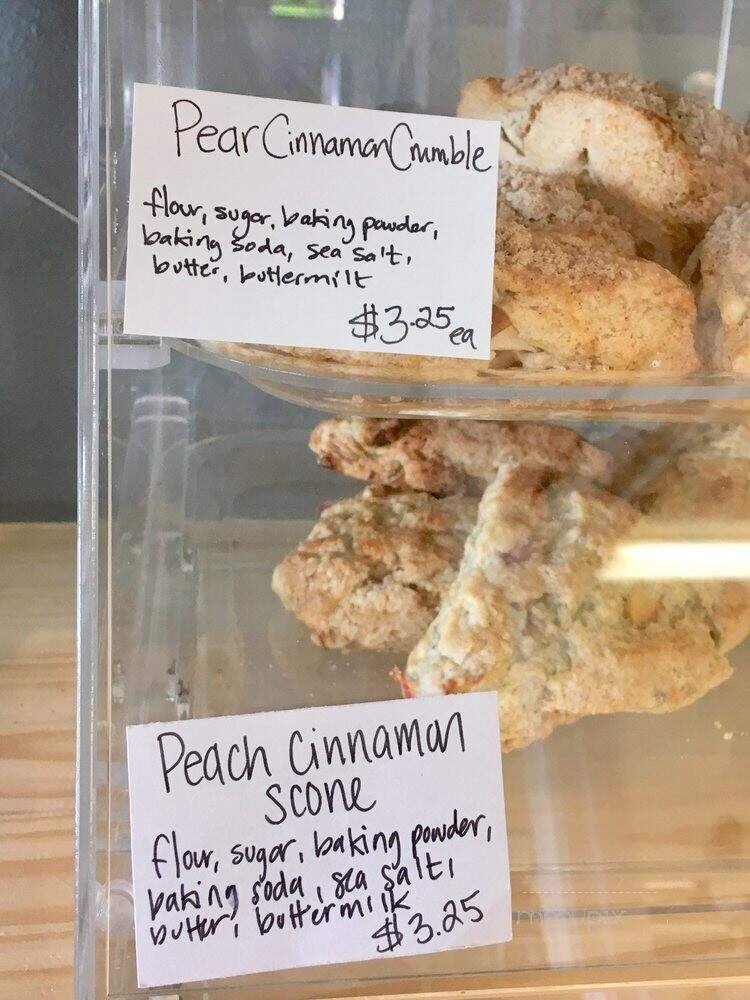 Pear Cinnamon Crumble
flour, sugar, baking powder,
baking soda, sea salt,
butter, buttermilk
$3.25 ea
Peach Cinnamon
scone
flour, sugar, baking powder,
baking soda, sea salt,
butter, buttermilk
$3.25